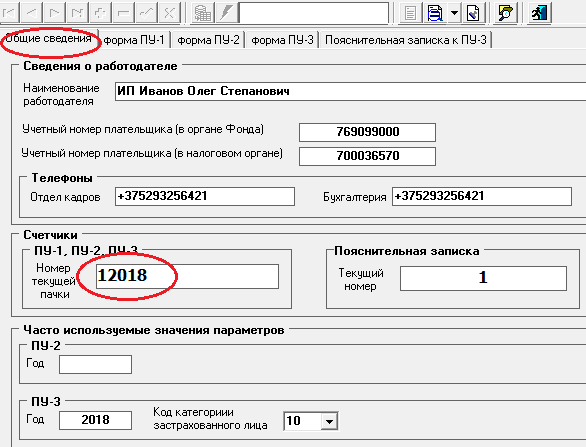 Общие сведения форма ПУ-1 форма ПУ-2 форма ПУ-3 Пояснительная записка к ПУ-3
Сведения о работодателе
Наименование работодателя ИП Иванов Олег Степанович
Учетный номер плательщика (в органе Фонда) 769099000
Учетный номер плательщика (в налоговом органе) 700036570
Телефоны
Отдел кадров +375293256421 Бухгалтерия +375293256421
Счетчики
ПУ-1, ПУ-2, ПУ-3 Пояснительная записка
Номер текущей пачки 12018 Текущий номер 1
Часто используемые значения параметров
ПУ-2
Год
ПУ-3
Год 2018 Код категориии застрахованного лица 10